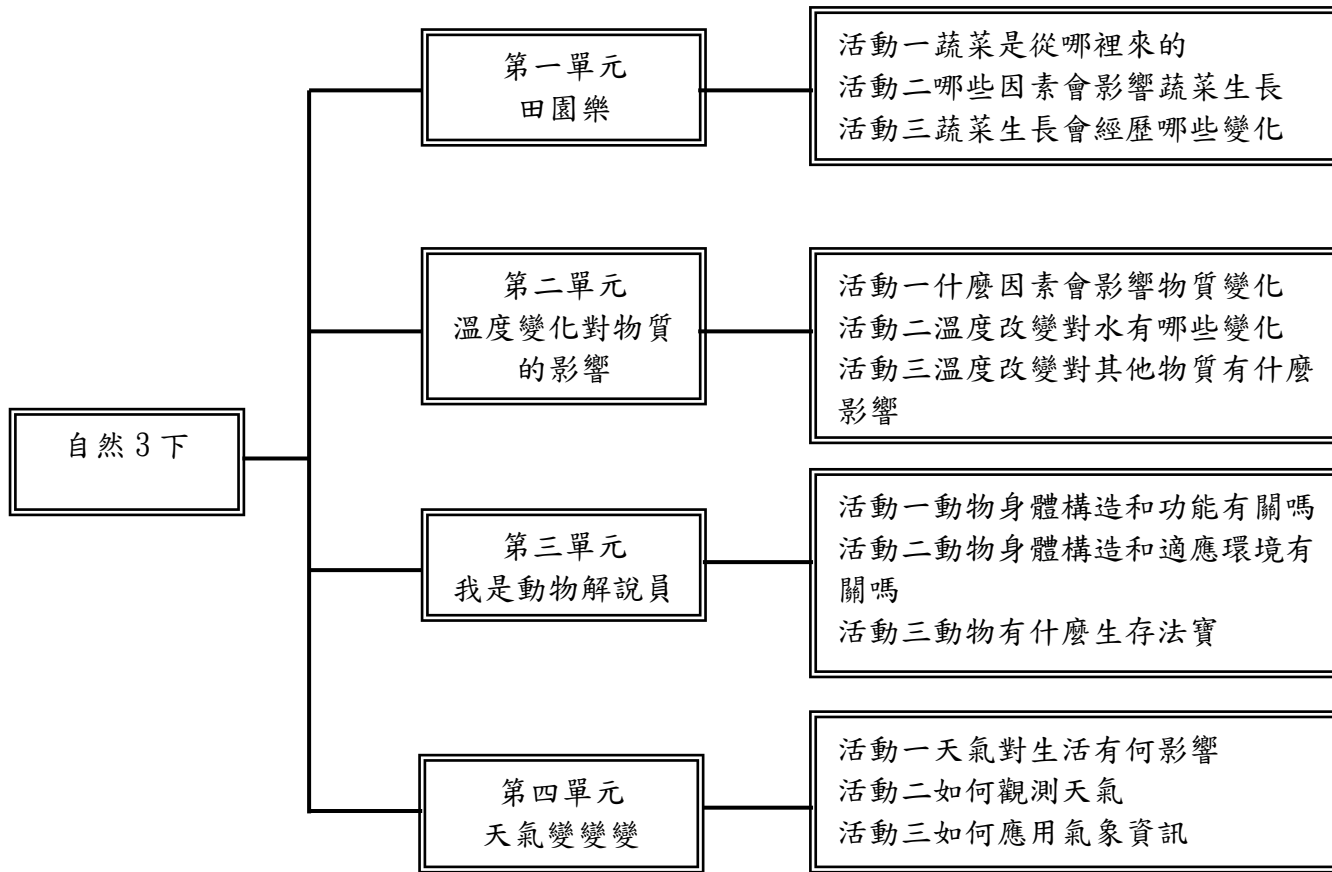 自然3下
第一單元
田園樂
活動一蔬菜是從哪裡來的
活動二哪些因素會影響蔬菜生長
活動三蔬菜生長會經歷哪些變化
第二單元
溫度變化對物質
的影響
活動一什麼因素會影響物質變化
活動二溫度改變對水有哪些變化
活動三溫度改變對其他物質有什麼
影響
第三單元
我是動物解說員
活動一動物身體構造和功能有關嗎
活動二動物身體構造和適應環境有
關嗎
活動三動物有什麼生存法寶
第四單元
天氣變變變
活動一天氣對生活有何影響
活動二如何觀測天氣
活動三如何應用氣象資訊